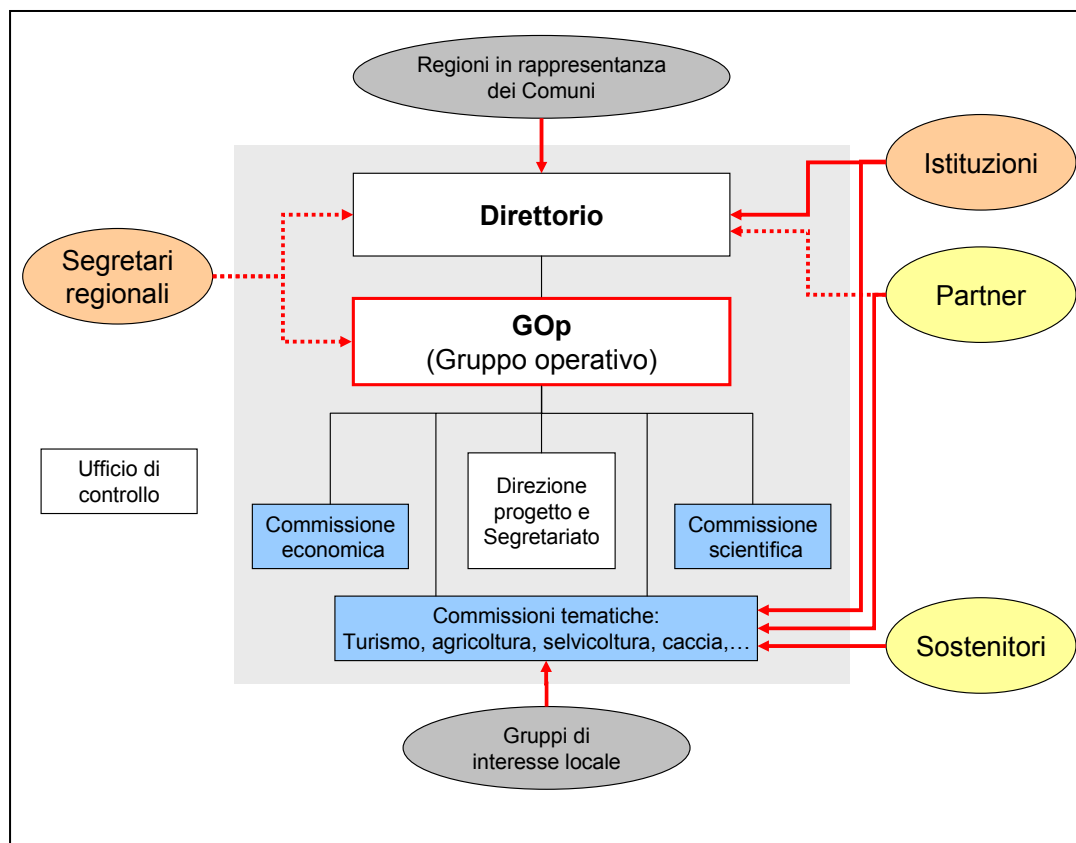 Regioni in rappresentanza
dei Comuni
Istituzioni
Direttorio
Segretari
regionali
Partner
GOp
(Gruppo operativo)
Ufficio di
controllo
Direzione
progetto e
Segretariato
Commissione
economica
Commissione
scientifica
Commissioni tematiche:
Turismo, agricoltura, selvicoltura, caccia,…
Sostenitori
Gruppi di
interesse locale